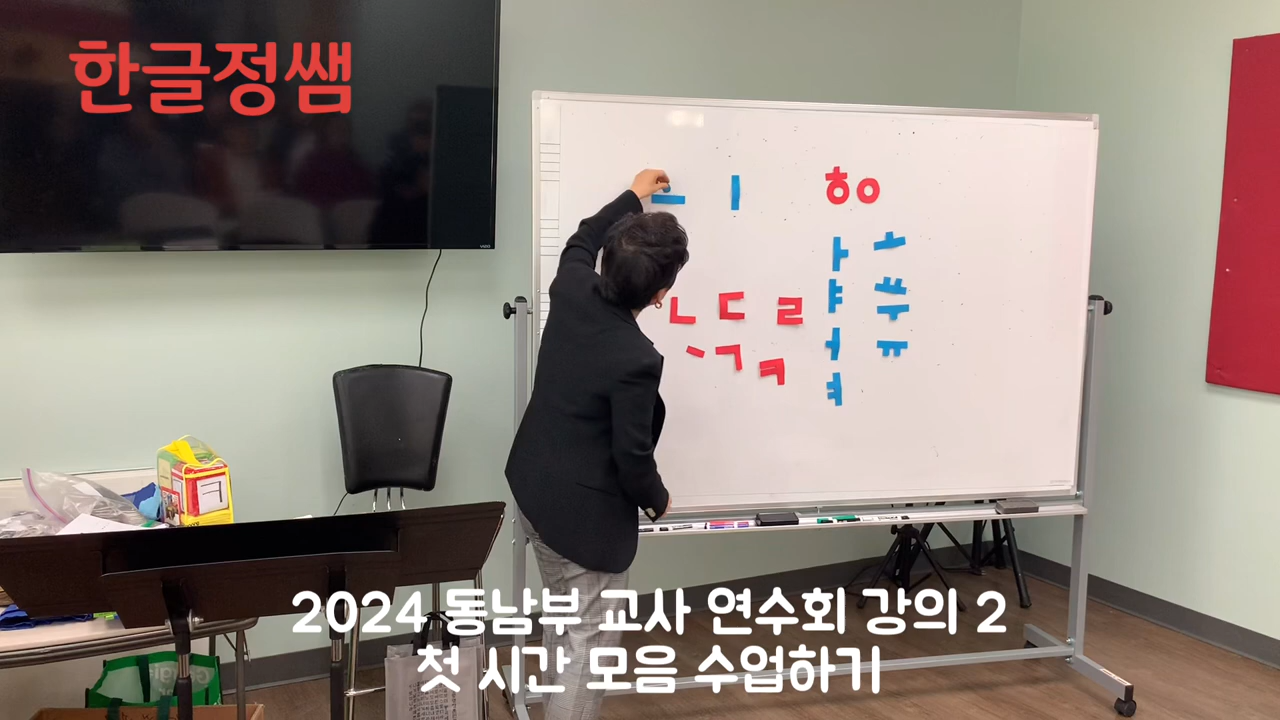 한글정쌤
VIZIO
ㅡ ㅣ ㅎ ㅇ
ㅏ ㅗ
ㅑ ㅛ
ㄴ ㄷ ㄹ ㅜ
ㄱ ㅋ ㅓ ㅠ
ㅕ
ㅋ
2024 동남부 교사 연수회 강의 2
첫 시간 모음 수업하기